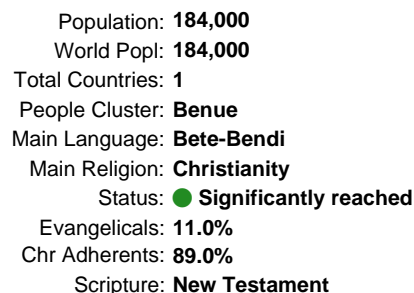 Population: 184,000
World Popl: 184,000
Total Countries: 1
People Cluster: Benue
Main Language: Bete-Bendi
Main Religion: Christianity
Status: Significantly reached
Evangelicals: 11.0%
Chr Adherents: 89.0%
Scripture: New Testament